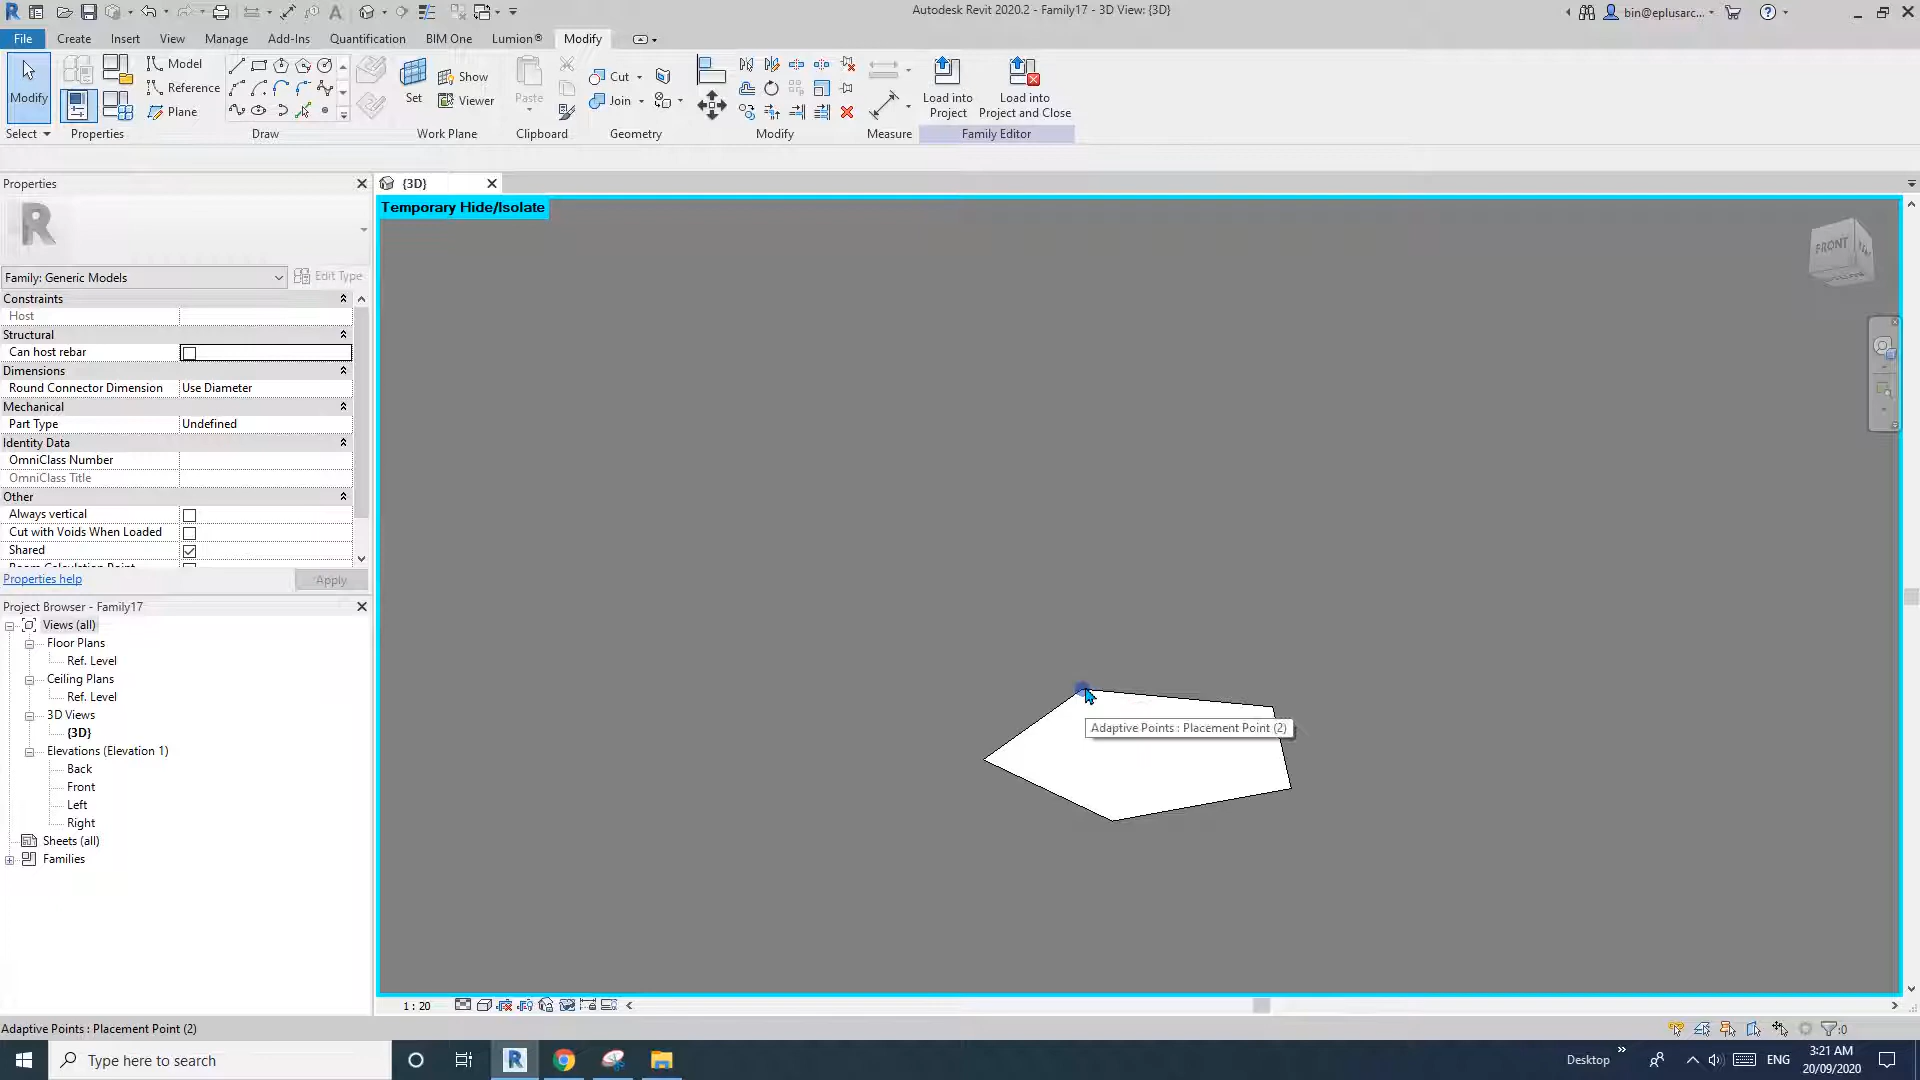 Autodesk Revit 2020.2 - Family17 - 3D View: {3D}
bin@eplusarc...
File Create Insert View Manage Add-Ins Quantification BIM One Lumion® Modify
Modify
Model
Reference
Plane
Set
Show
Viewer
Paste
Cut
Join
Load into Project
Load into Project and Close
Select Properties Draw Work Plane Clipboard Geometry Modify Measure Family Editor
Properties
{3D}
Temporary Hide/Isolate
FRONT
R
Family: Generic Models
Edit Type
Constraints
Host
Structural
Can host rebar
Dimensions
Round Connector Dimension Use Diameter
Mechanical
Part Type Undefined
Identity Data
OmniClass Number
OmniClass Title
Other
Always vertical
Cut with Voids When Loaded
Shared
Room Calculation Point
Properties help
Apply
Project Browser - Family17
Views (all)
Floor Plans
Ref. Level
Ceiling Plans
Ref. Level
3D Views
{3D}
Elevations (Elevation 1)
Back
Front
Left
Right
Sheets (all)
Families
Adaptive Points : Placement Point (2)
1 : 20
Adaptive Points : Placement Point (2)
:0
Type here to search
Desktop
ENG
3:21 AM
20/09/2020